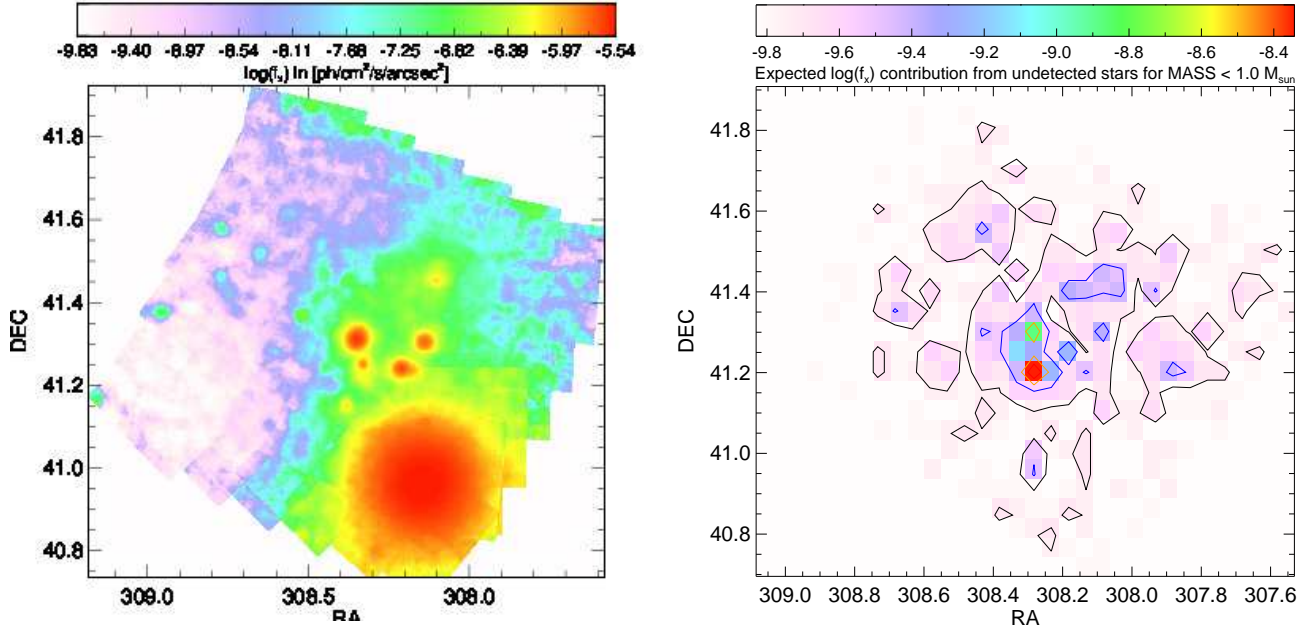 -9.83 -9.40 -8.97 -8.54 -8.11 -7.68 -7.25 -6.82 -6.39 -5.97 -5.54
log(fₓ) in [ph/cm²/s/arcsec²]
41.8
41.6
41.4
41.2
41.0
40.8
DEC
309.0 308.5 308.0
RA
-9.8 -9.6 -9.4 -9.2 -9.0 -8.8 -8.6 -8.4
Expected log(fₓ) contribution from undetected stars for MASS < 1.0 Msun
41.8
41.6
41.4
41.2
41.0
40.8
DEC
309.0 308.8 308.6 308.4 308.2 308.0 307.8 307.6
RA